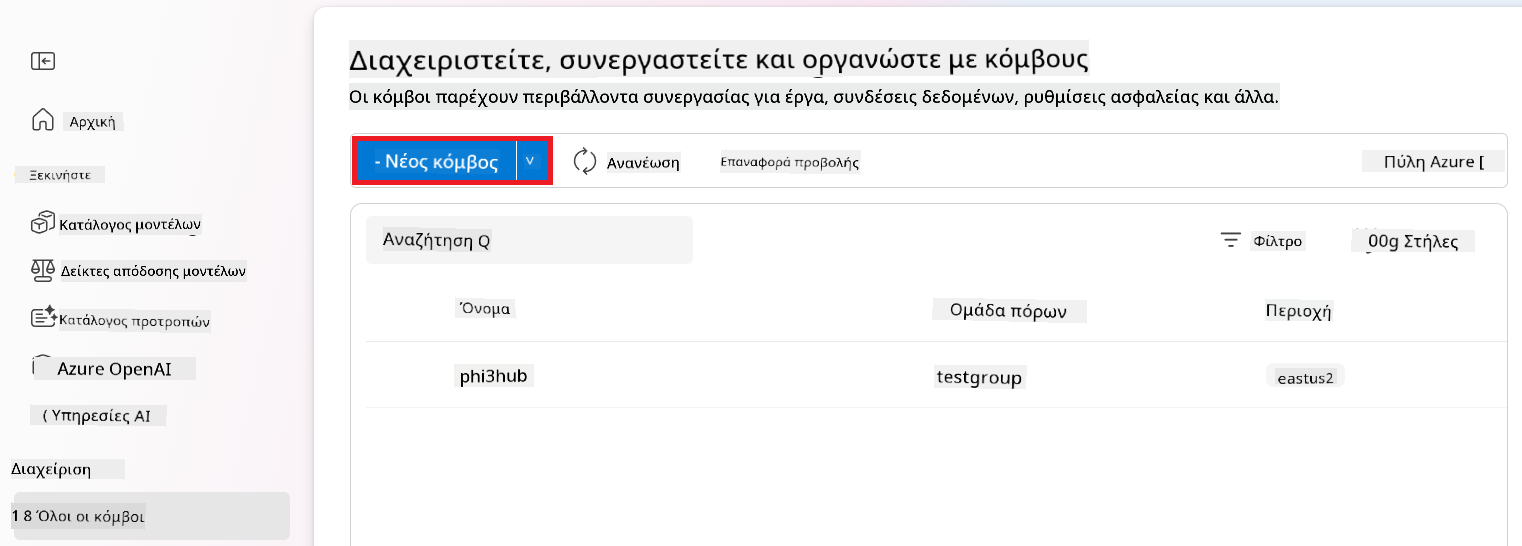 Αρχική
Ξεκινήστε
Κατάλογος μοντέλων
Δείκτες απόδοσης μοντέλων
Κατάλογος προτροπών
Azure OpenAI
( Υπηρεσίες AI
Διαχείριση
1 8 Όλοι οι κόμβοι
Διαχειριστείτε, συνεργαστείτε και οργανώστε με κόμβους
Οι κόμβοι παρέχουν περιβάλλοντα συνεργασίας για έργα, συνδέσεις δεδομένων, ρυθμίσεις ασφαλείας και άλλα.
- Νέος κόμβος v Ανανέωση Επαναφορά προβολής Πύλη Azure [
Αναζήτηση Q Φίλτρο 00g Στήλες
Όνομα Ομάδα πόρων Περιοχή
phi3hub testgroup eastus2